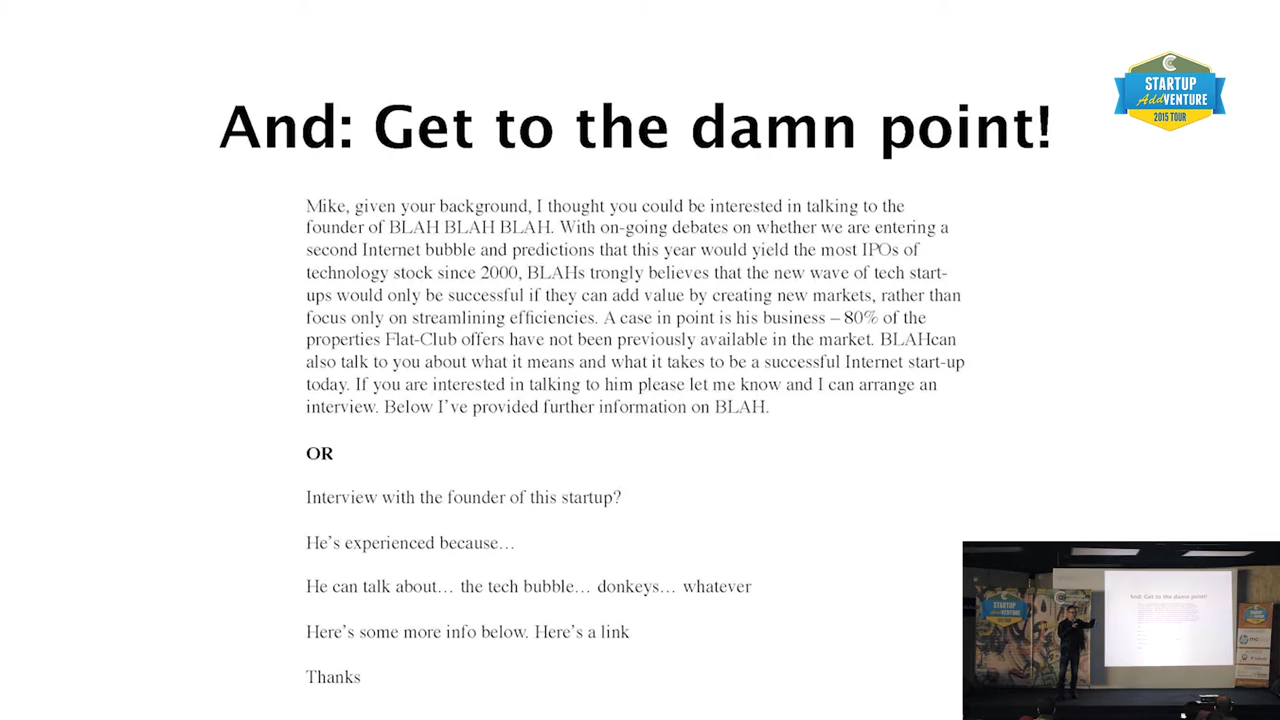 STARTUP
AddVENTURE
2015 TOUR
And: Get to the damn point!
Mike, given your background, I thought you could be interested in talking to the
founder of BLAH BLAH BLAH. With on-going debates on whether we are entering a
second Internet bubble and predictions that this year would yield the most IPOs of
technology stock since 2000, BLAHs trongly believes that the new wave of tech start-
ups would only be successful if they can add value by creating new markets, rather than
focus only on streamlining efficiencies. A case in point is his business – 80% of the
properties Flat-Club offers have not been previously available in the market. BLAHcan
also talk to you about what it means and what it takes to be a successful Internet start-up
today. If you are interested in talking to him please let me know and I can arrange an
interview. Below I’ve provided further information on BLAH.
OR
Interview with the founder of this startup?
He’s experienced because…
He can talk about… the tech bubble… donkeys… whatever
Here’s some more info below. Here’s a link
Thanks
And: Get to the damn point!
STARTUP